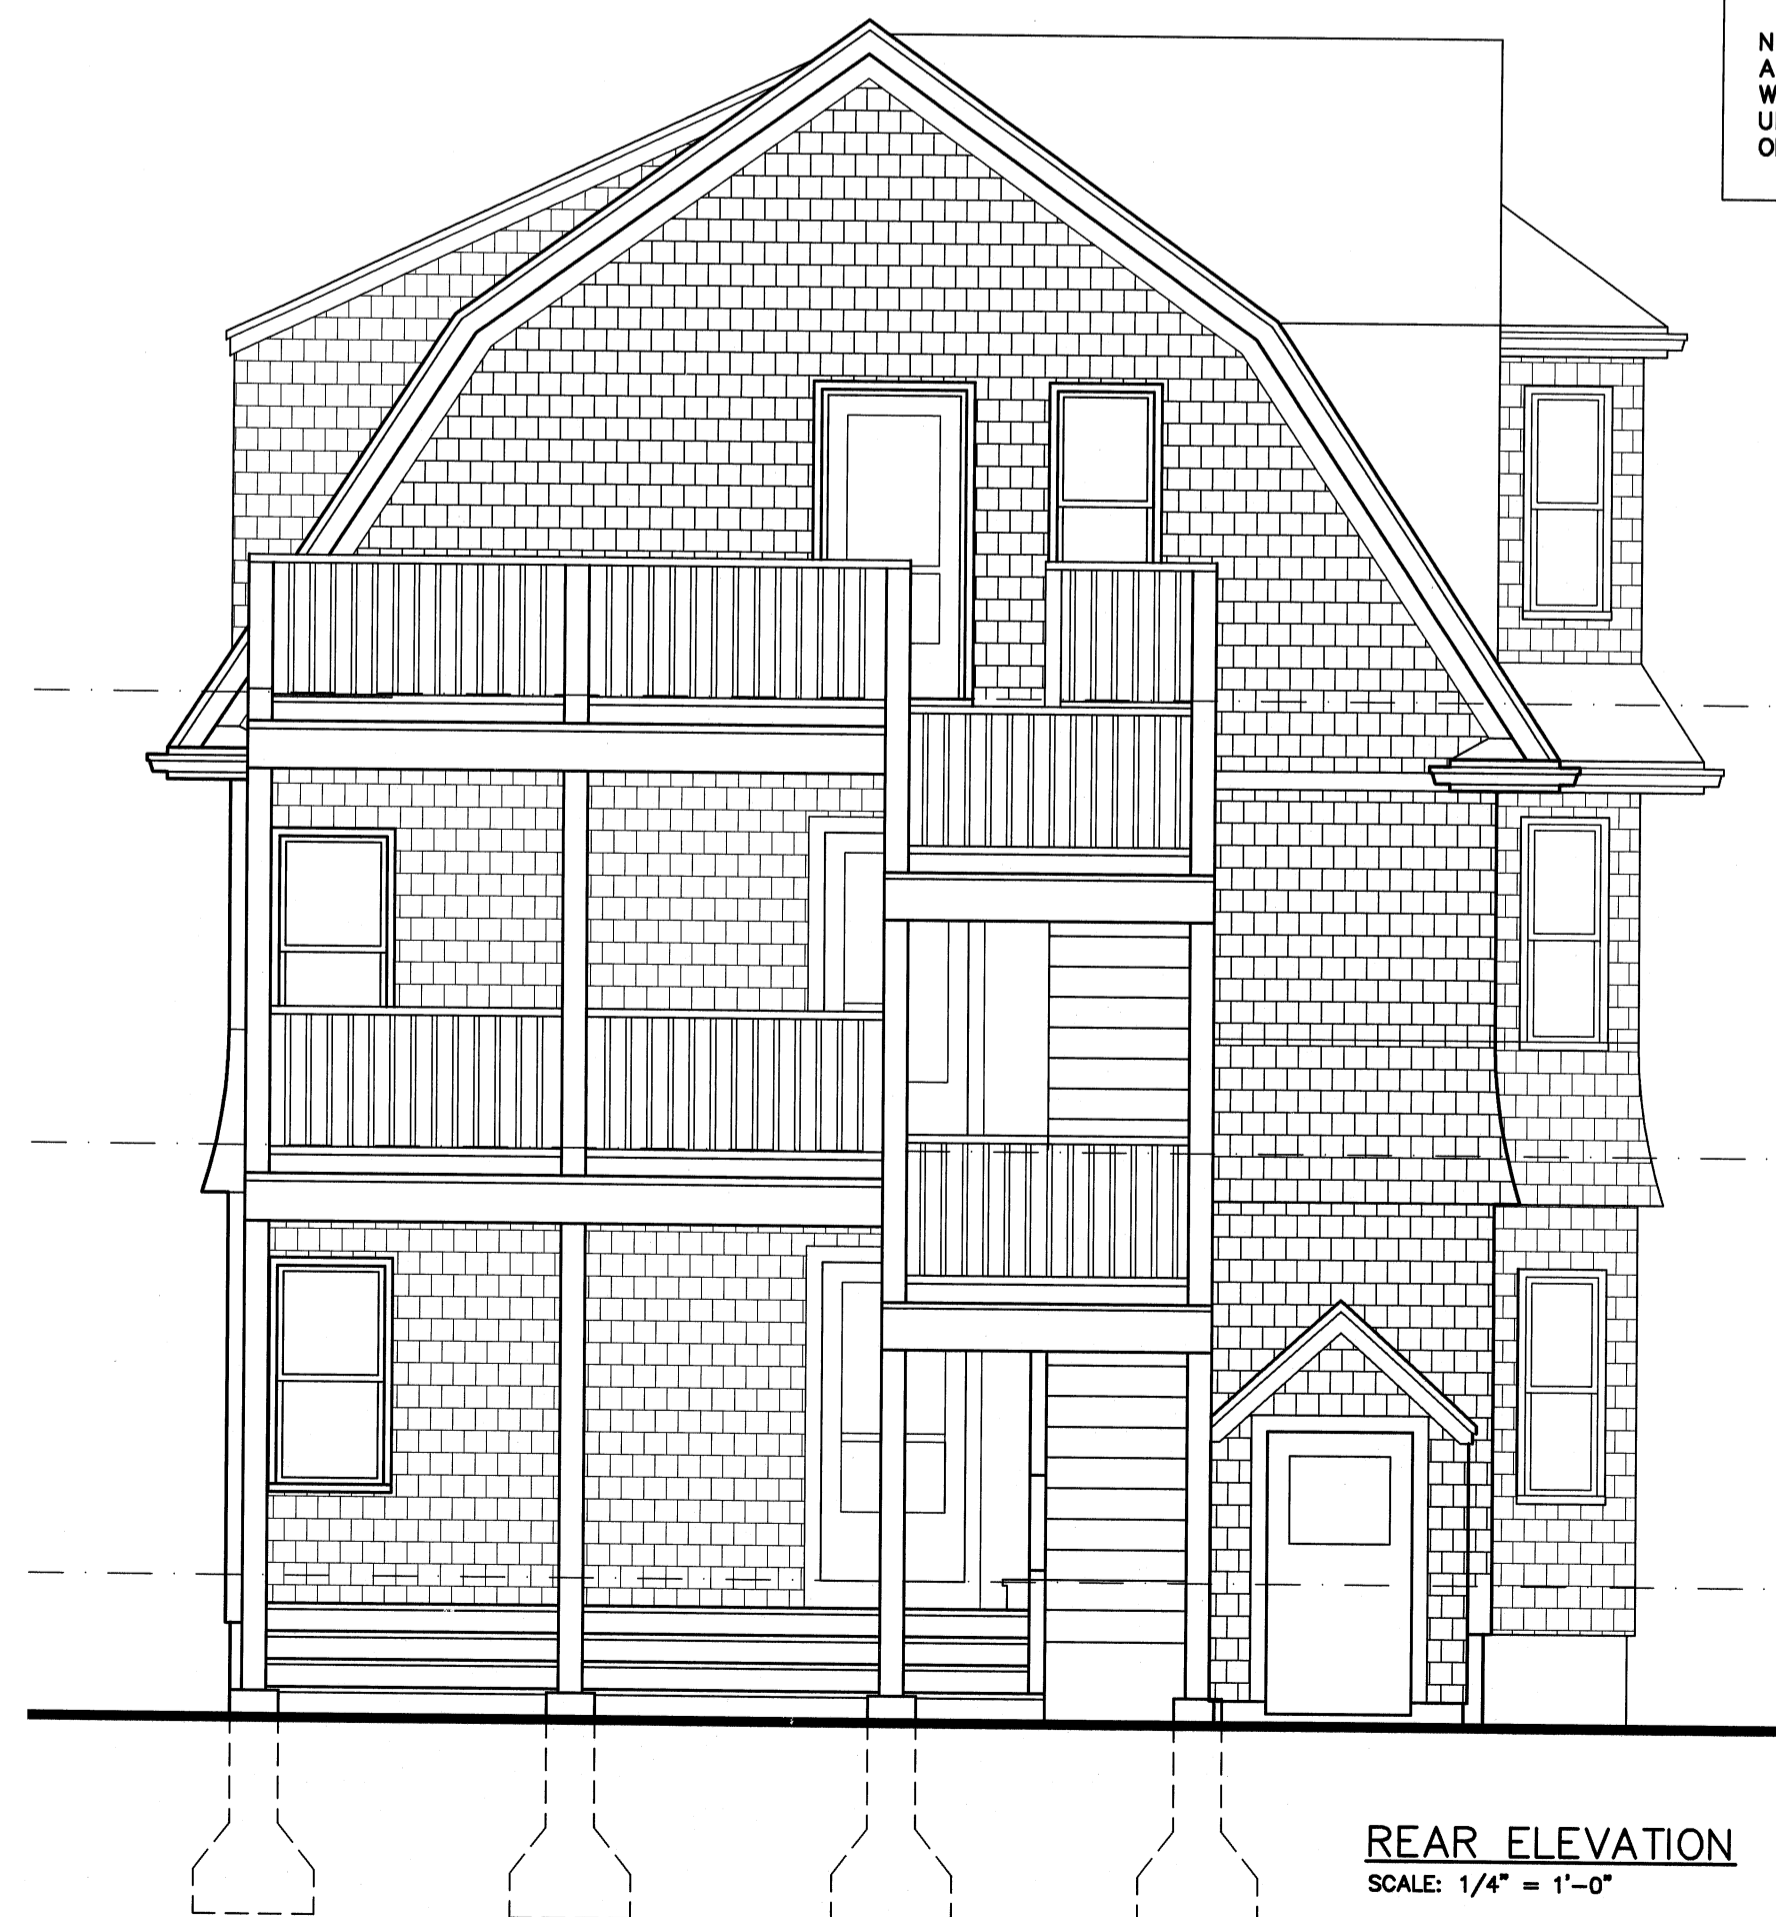 REAR ELEVATION
SCALE: 1/4" = 1'-0"